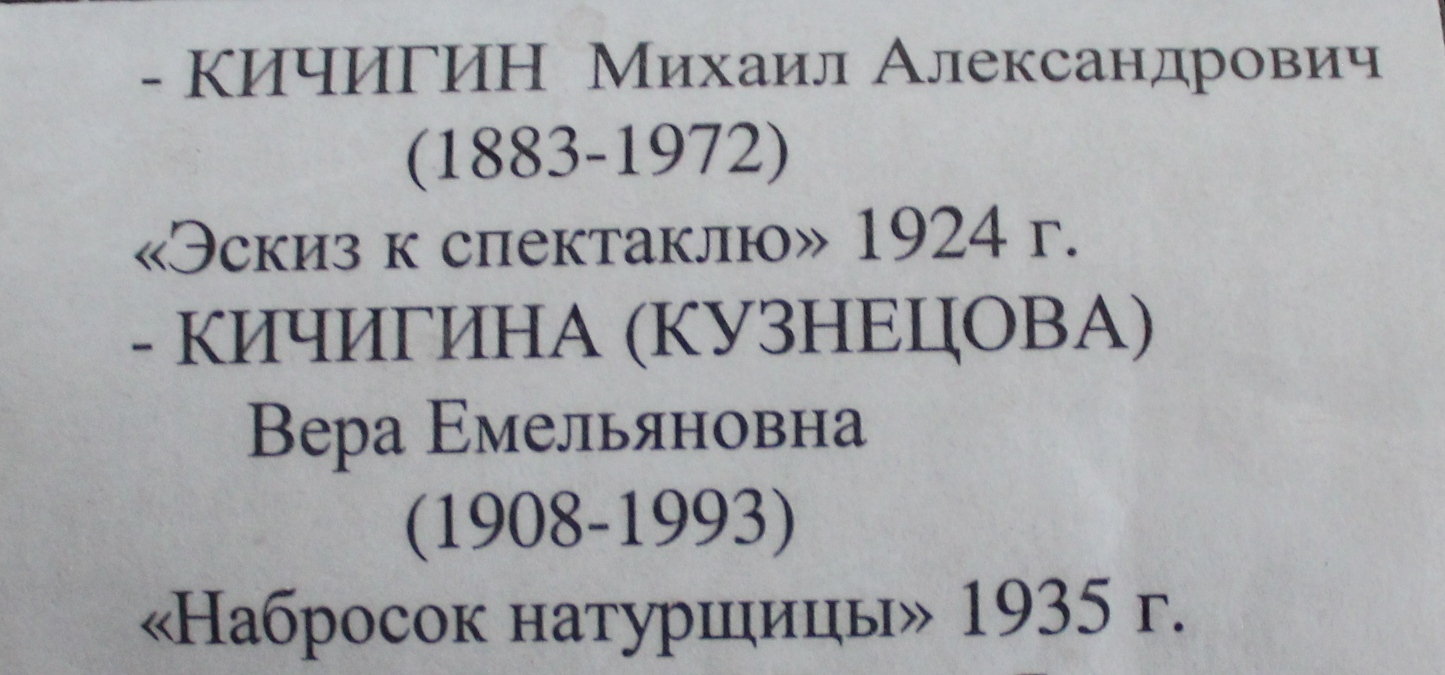 - КИЧИГИН Михаил Александрович
(1883-1972)
«Эскиз к спектаклю» 1924 г.
- КИЧИГИНА (КУЗНЕЦОВА)
Вера Емельяновна
(1908-1993)
«Набросок натурщицы» 1935 г.